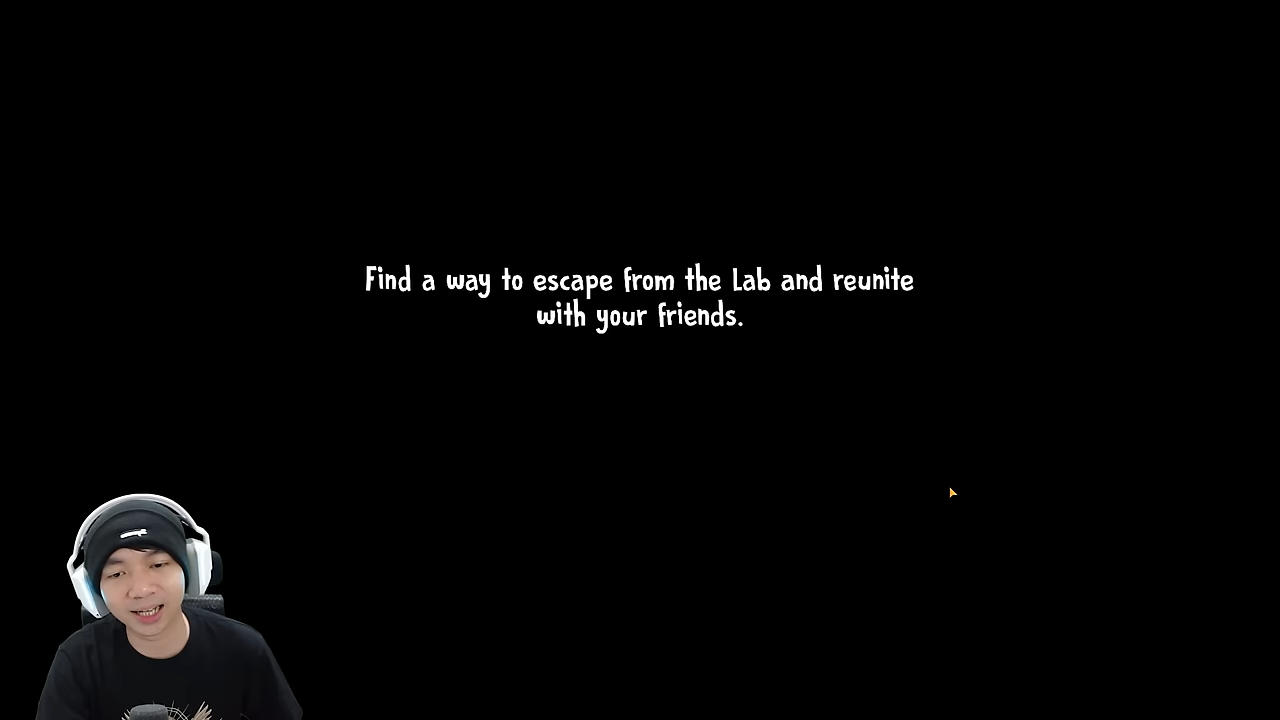 Find a way to escape from the Lab and reunite
with your friends.